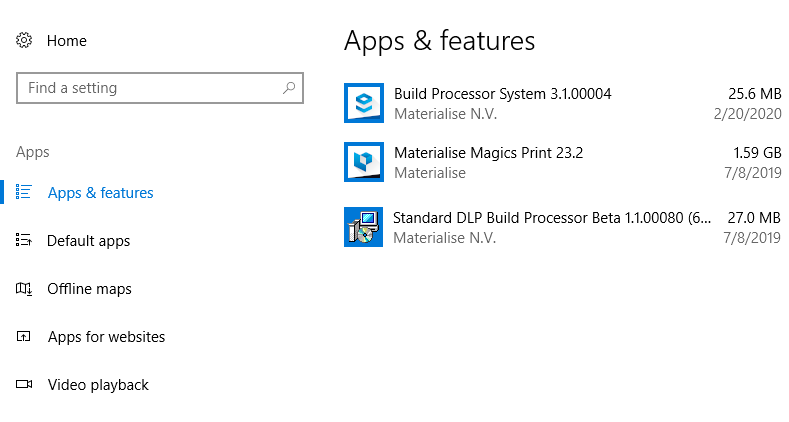 Home
Find a setting
Apps
Apps & features
Default apps
Offline maps
Apps for websites
Video playback
Apps & features
Build Processor System 3.1.00004 25.6 MB
Materialise N.V. 2/20/2020
Materialise Magics Print 23.2 1.59 GB
Materialise 7/8/2019
Standard DLP Build Processor Beta 1.1.00080 (6... 27.0 MB
Materialise N.V. 7/8/2019